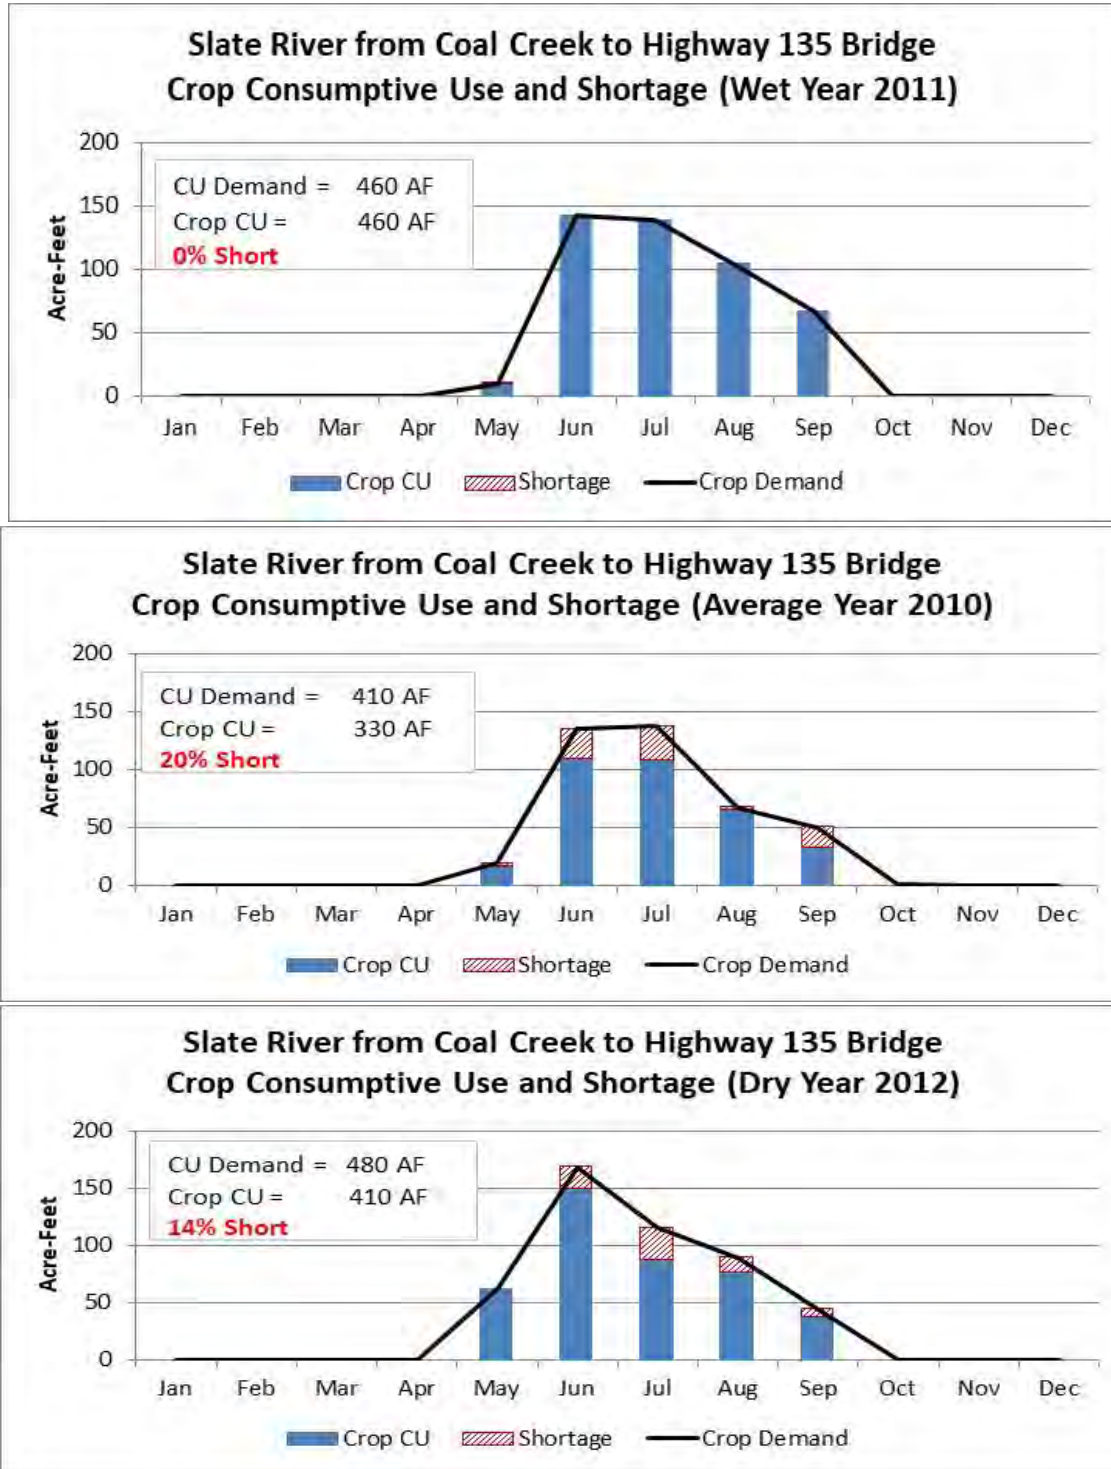 Slate River from Coal Creek to Highway 135 Bridge
Crop Consumptive Use and Shortage (Wet Year 2011)
200
150
100
50
0
Acre-Feet
CU Demand = 460 AF
Crop CU = 460 AF
0% Short
Jan Feb Mar Apr May Jun Jul Aug Sep Oct Nov Dec
Crop CU Shortage Crop Demand
Slate River from Coal Creek to Highway 135 Bridge
Crop Consumptive Use and Shortage (Average Year 2010)
200
150
100
50
0
Acre-Feet
CU Demand = 410 AF
Crop CU = 330 AF
20% Short
Jan Feb Mar Apr May Jun Jul Aug Sep Oct Nov Dec
Crop CU Shortage Crop Demand
Slate River from Coal Creek to Highway 135 Bridge
Crop Consumptive Use and Shortage (Dry Year 2012)
200
150
100
50
0
Acre-Feet
CU Demand = 480 AF
Crop CU = 410 AF
14% Short
Jan Feb Mar Apr May Jun Jul Aug Sep Oct Nov Dec
Crop CU Shortage Crop Demand